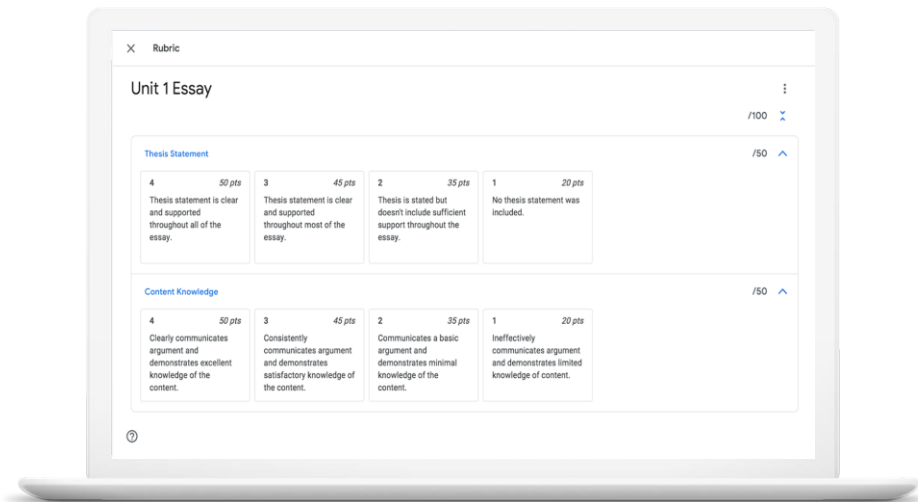 Rubric
Unit 1 Essay
/100
Thesis Statement
/50
4 50 pts
Thesis statement is clear
and supported
throughout all of the
essay.
3 45 pts
Thesis statement is clear
and supported
throughout most of the
essay.
2 35 pts
Thesis is stated but
doesn't include sufficient
support throughout the
essay.
1 20 pts
No thesis statement was
included.
Content Knowledge
/50
4 50 pts
Clearly communicates
argument and
demonstrates excellent
knowledge of the
content.
3 45 pts
Consistently
communicates argument
and demonstrates
satisfactory knowledge of
the content.
2 35 pts
Communicates a basic
argument and
demonstrates minimal
knowledge of the
content.
1 20 pts
Ineffectively
communicates argument
and demonstrates limited
knowledge of content.